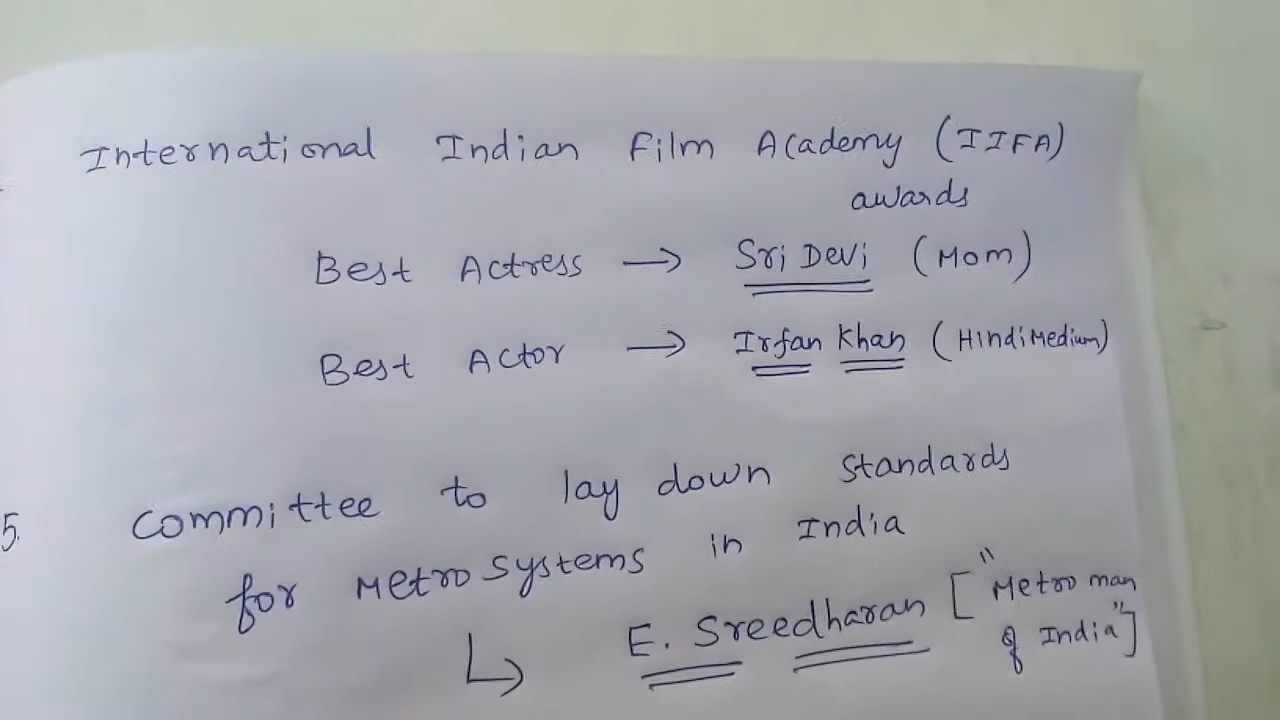 International Indian Film Academy (IIFA)
awards
Best Actress → Sri Devi (Mom)
Best Actor → Irfan Khan (Hindi Medium)
5. Committee to lay down standards
for Metro systems in India
↳ E. Sreedharan ["Metro man
of India"]